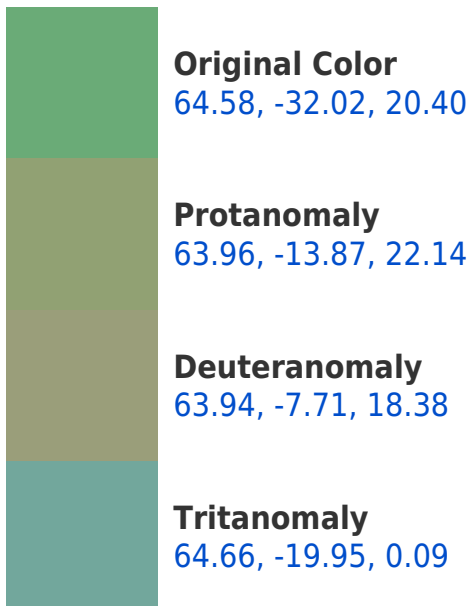 Original Color
64.58, -32.02, 20.40
Protanomaly
63.96, -13.87, 22.14
Deuteranomaly
63.94, -7.71, 18.38
Tritanomaly
64.66, -19.95, 0.09